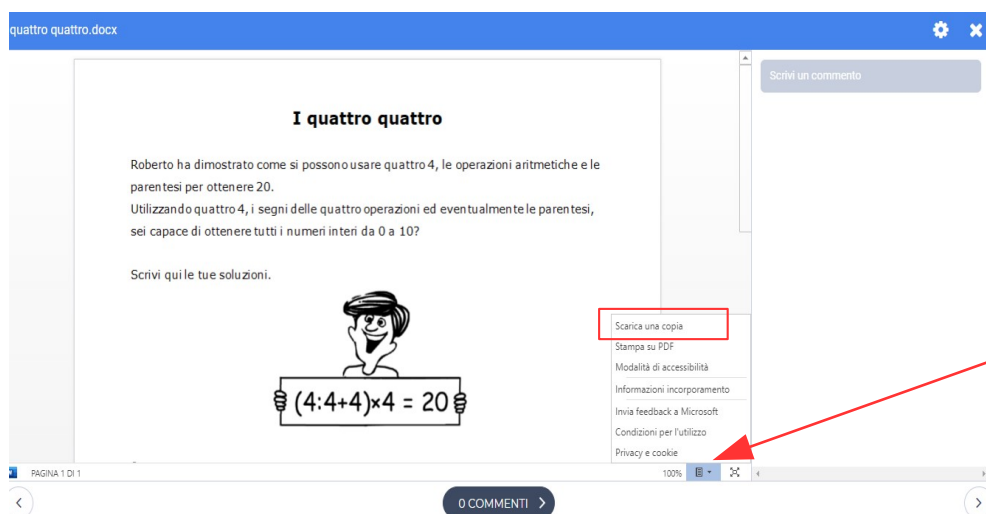 quattro quattro.docx
Scrivi un commento
I quattro quattro
Roberto ha dimostrato come si possono usare quattro 4, le operazioni aritmetiche e le
parentesi per ottenere 20.
Utilizzando quattro 4, i segni delle quattro operazioni ed eventualmente le parentesi,
sei capace di ottenere tutti i numeri interi da 0 a 10?
Scrivi qui le tue soluzioni.
(4:4+4)×4 = 20
Scarica una copia
Stampa su PDF
Modalità di accessibilità
Informazioni incorporamento
Invia feedback a Microsoft
Condizioni per l'utilizzo
Privacy e cookie
PAGINA 1 DI 1
100%
0 COMMENTI